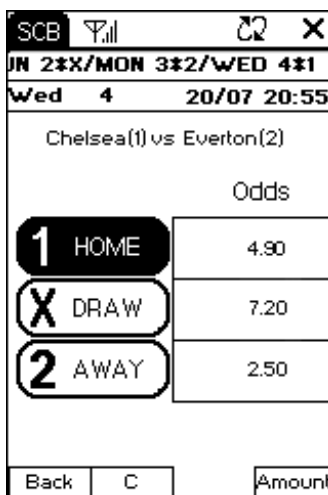 SCB
JN 2*X/MON 3*2/WED 4*1
Wed 4 20/07 20:55
Chelsea(1) vs Everton(2)
Odds
1 HOME 4.90
X DRAW 7.20
2 AWAY 2.50
Back C Amount